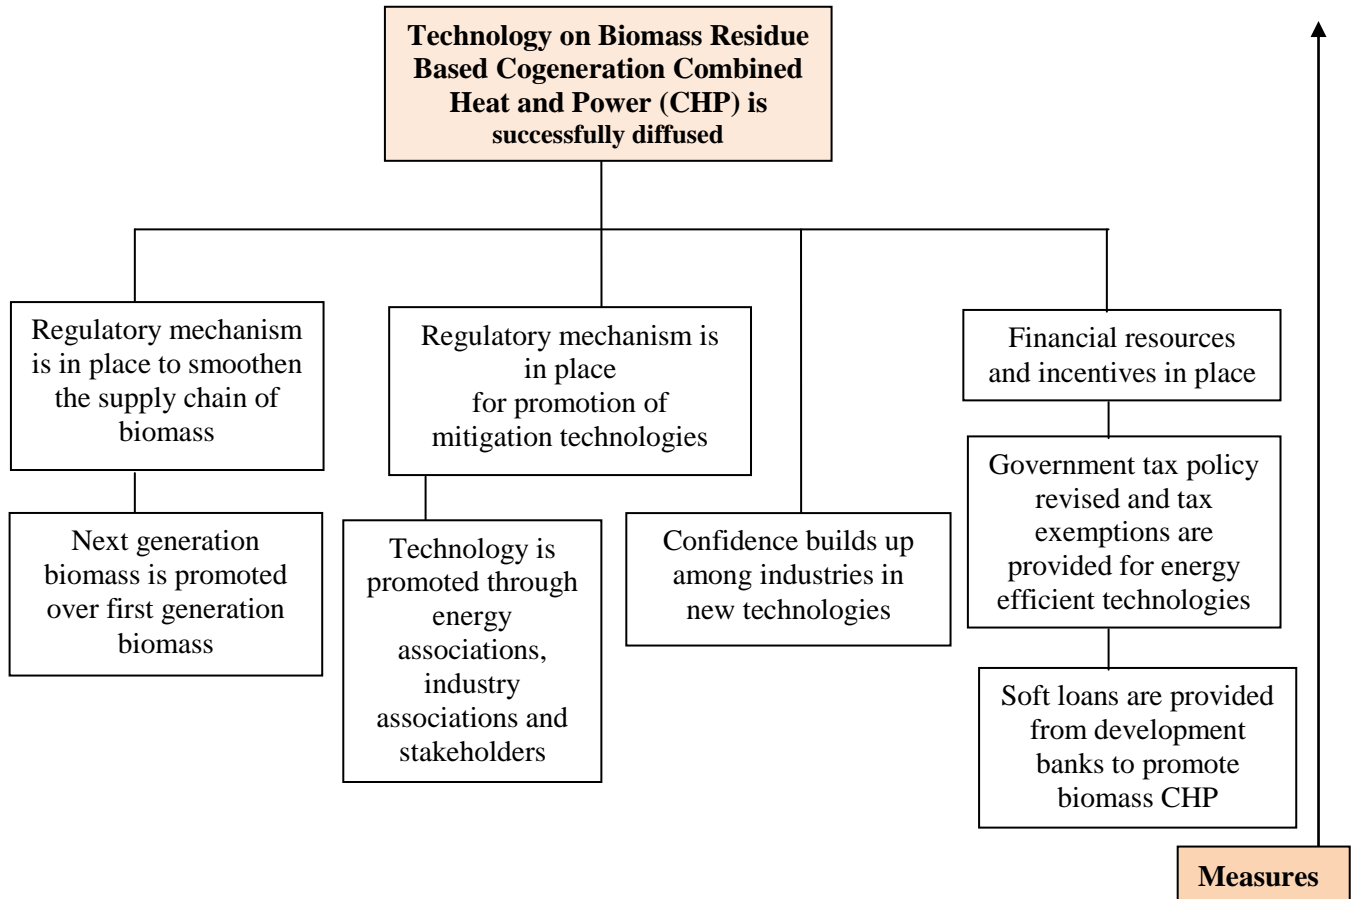 Technology on Biomass Residue
Based Cogeneration Combined
Heat and Power (CHP) is
successfully diffused
Regulatory mechanism
is in place to smoothen
the supply chain of
biomass
Next generation
biomass is promoted
over first generation
biomass
Regulatory mechanism is
in place
for promotion of
mitigation technologies
Technology is
promoted through
energy
associations,
industry
associations and
stakeholders
Confidence builds up
among industries in
new technologies
Financial resources
and incentives in place
Government tax policy
revised and tax
exemptions are
provided for energy
efficient technologies
Soft loans are provided
from development
banks to promote
biomass CHP
Measures